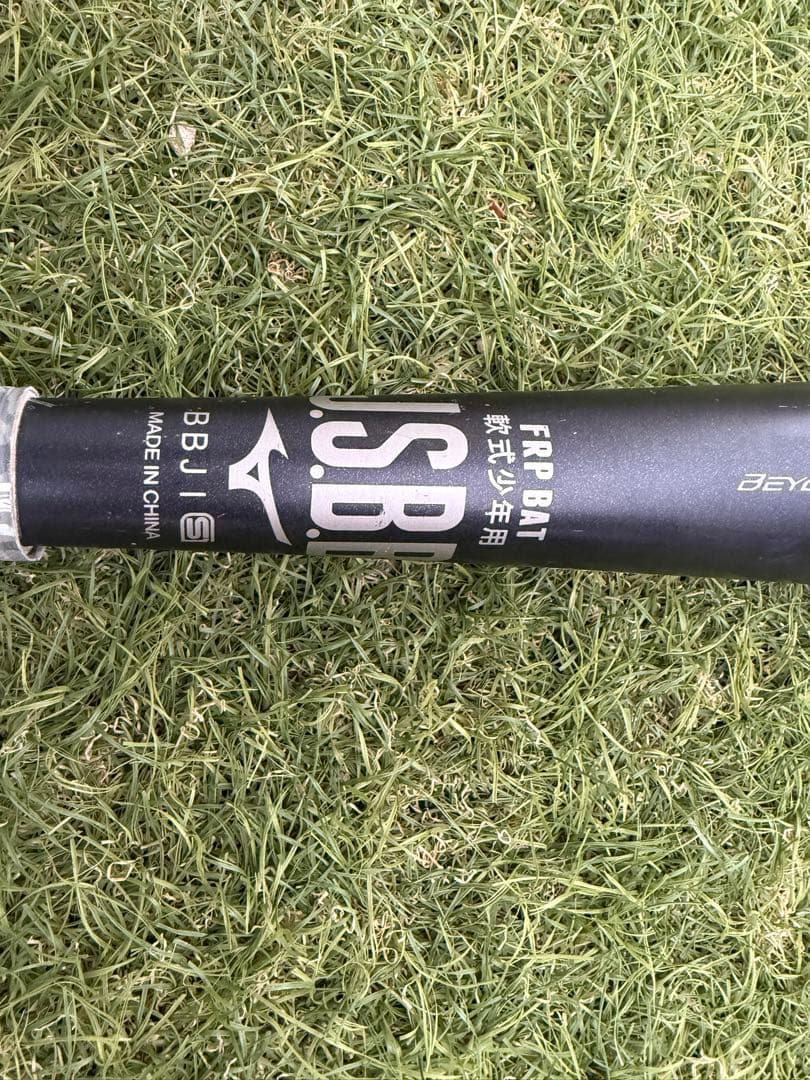 FRP BAT
軟式少年用
J.S.B.B
BBJI S
MADE IN CHINA